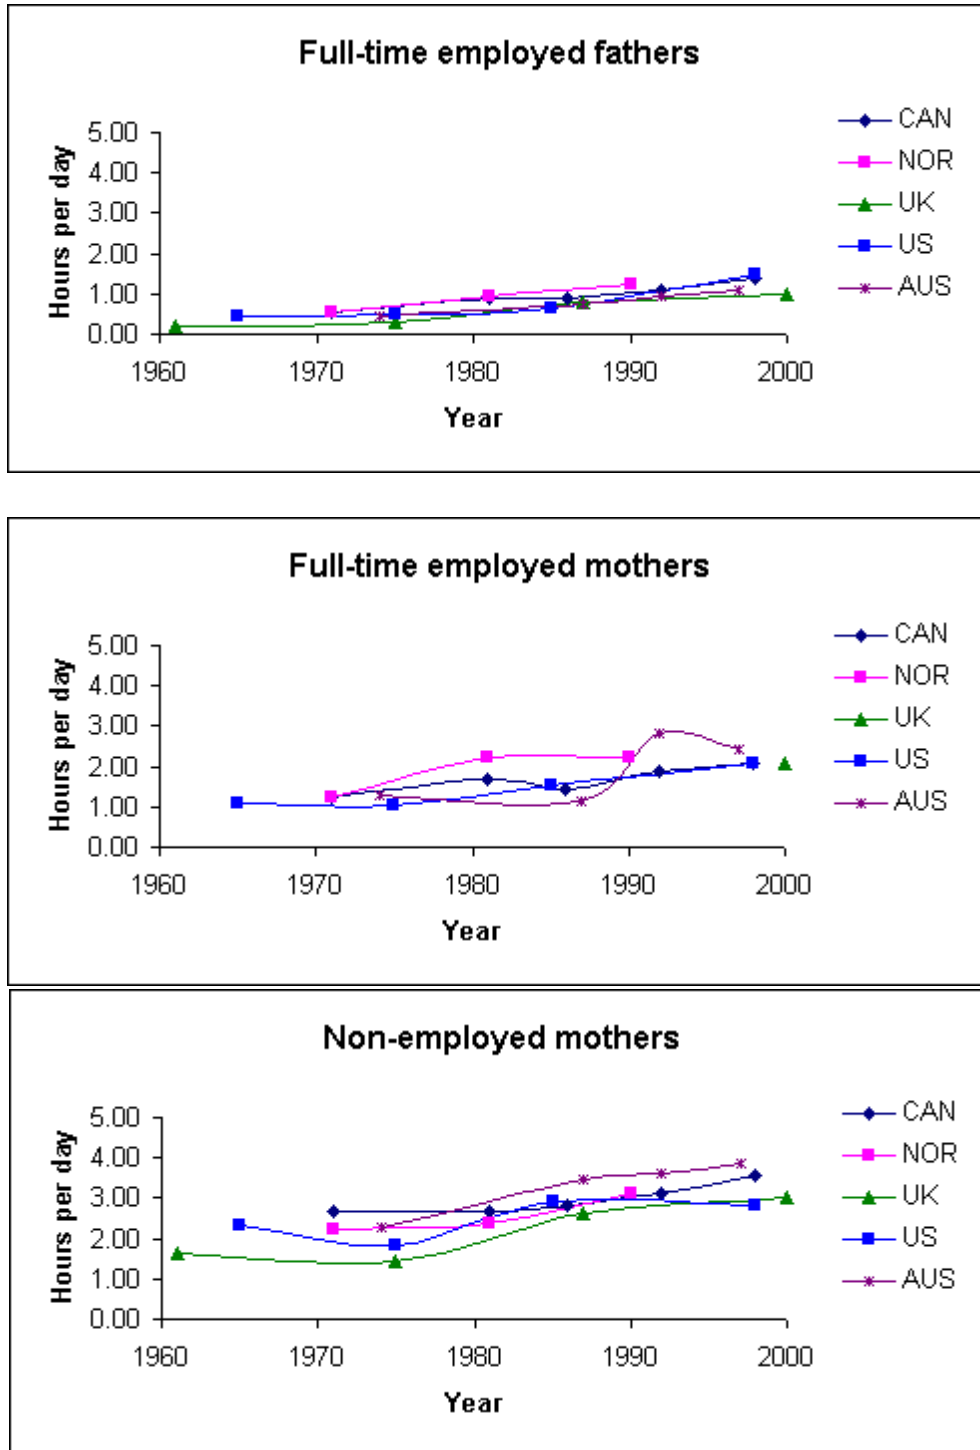 Full-time employed fathers
Hours per day
5.00
4.00
3.00
2.00
1.00
0.00
1960 1970 1980 1990 2000
Year
CAN
NOR
UK
US
AUS
Full-time employed mothers
Hours per day
5.00
4.00
3.00
2.00
1.00
0.00
1960 1970 1980 1990 2000
Year
CAN
NOR
UK
US
AUS
Non-employed mothers
Hours per day
5.00
4.00
3.00
2.00
1.00
0.00
1960 1970 1980 1990 2000
Year
CAN
NOR
UK
US
AUS